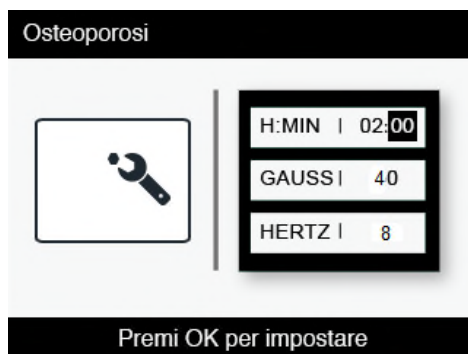 Osteoporosi
H:MIN | 02:00
GAUSS | 40
HERTZ | 8
Premi OK per impostare